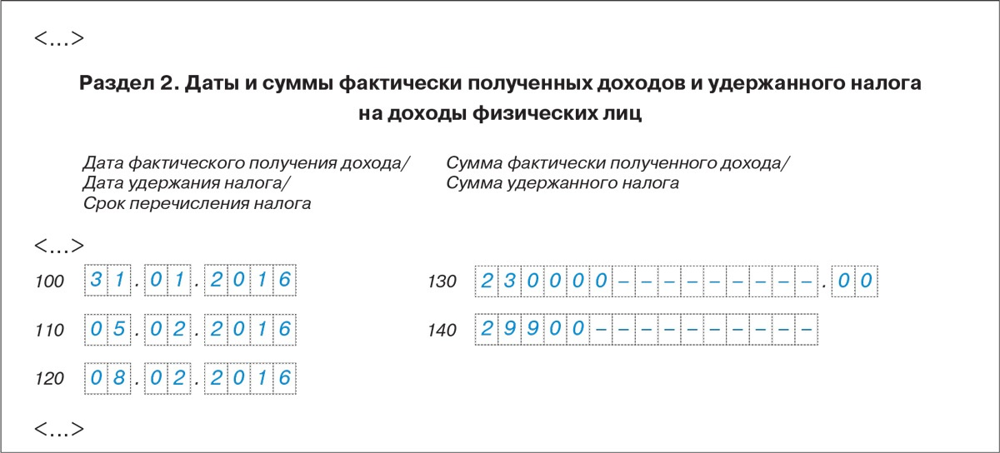 <...>
Раздел 2. Даты и суммы фактически полученных доходов и удержанного налога
на доходы физических лиц
Дата фактического получения дохода/
Дата удержания налога/
Срок перечисления налога
Сумма фактически полученного дохода/
Сумма удержанного налога
<...>
100 31.01.2016 130 230000–––––––––.00
110 05.02.2016 140 29900––––––––––
120 08.02.2016
<...>